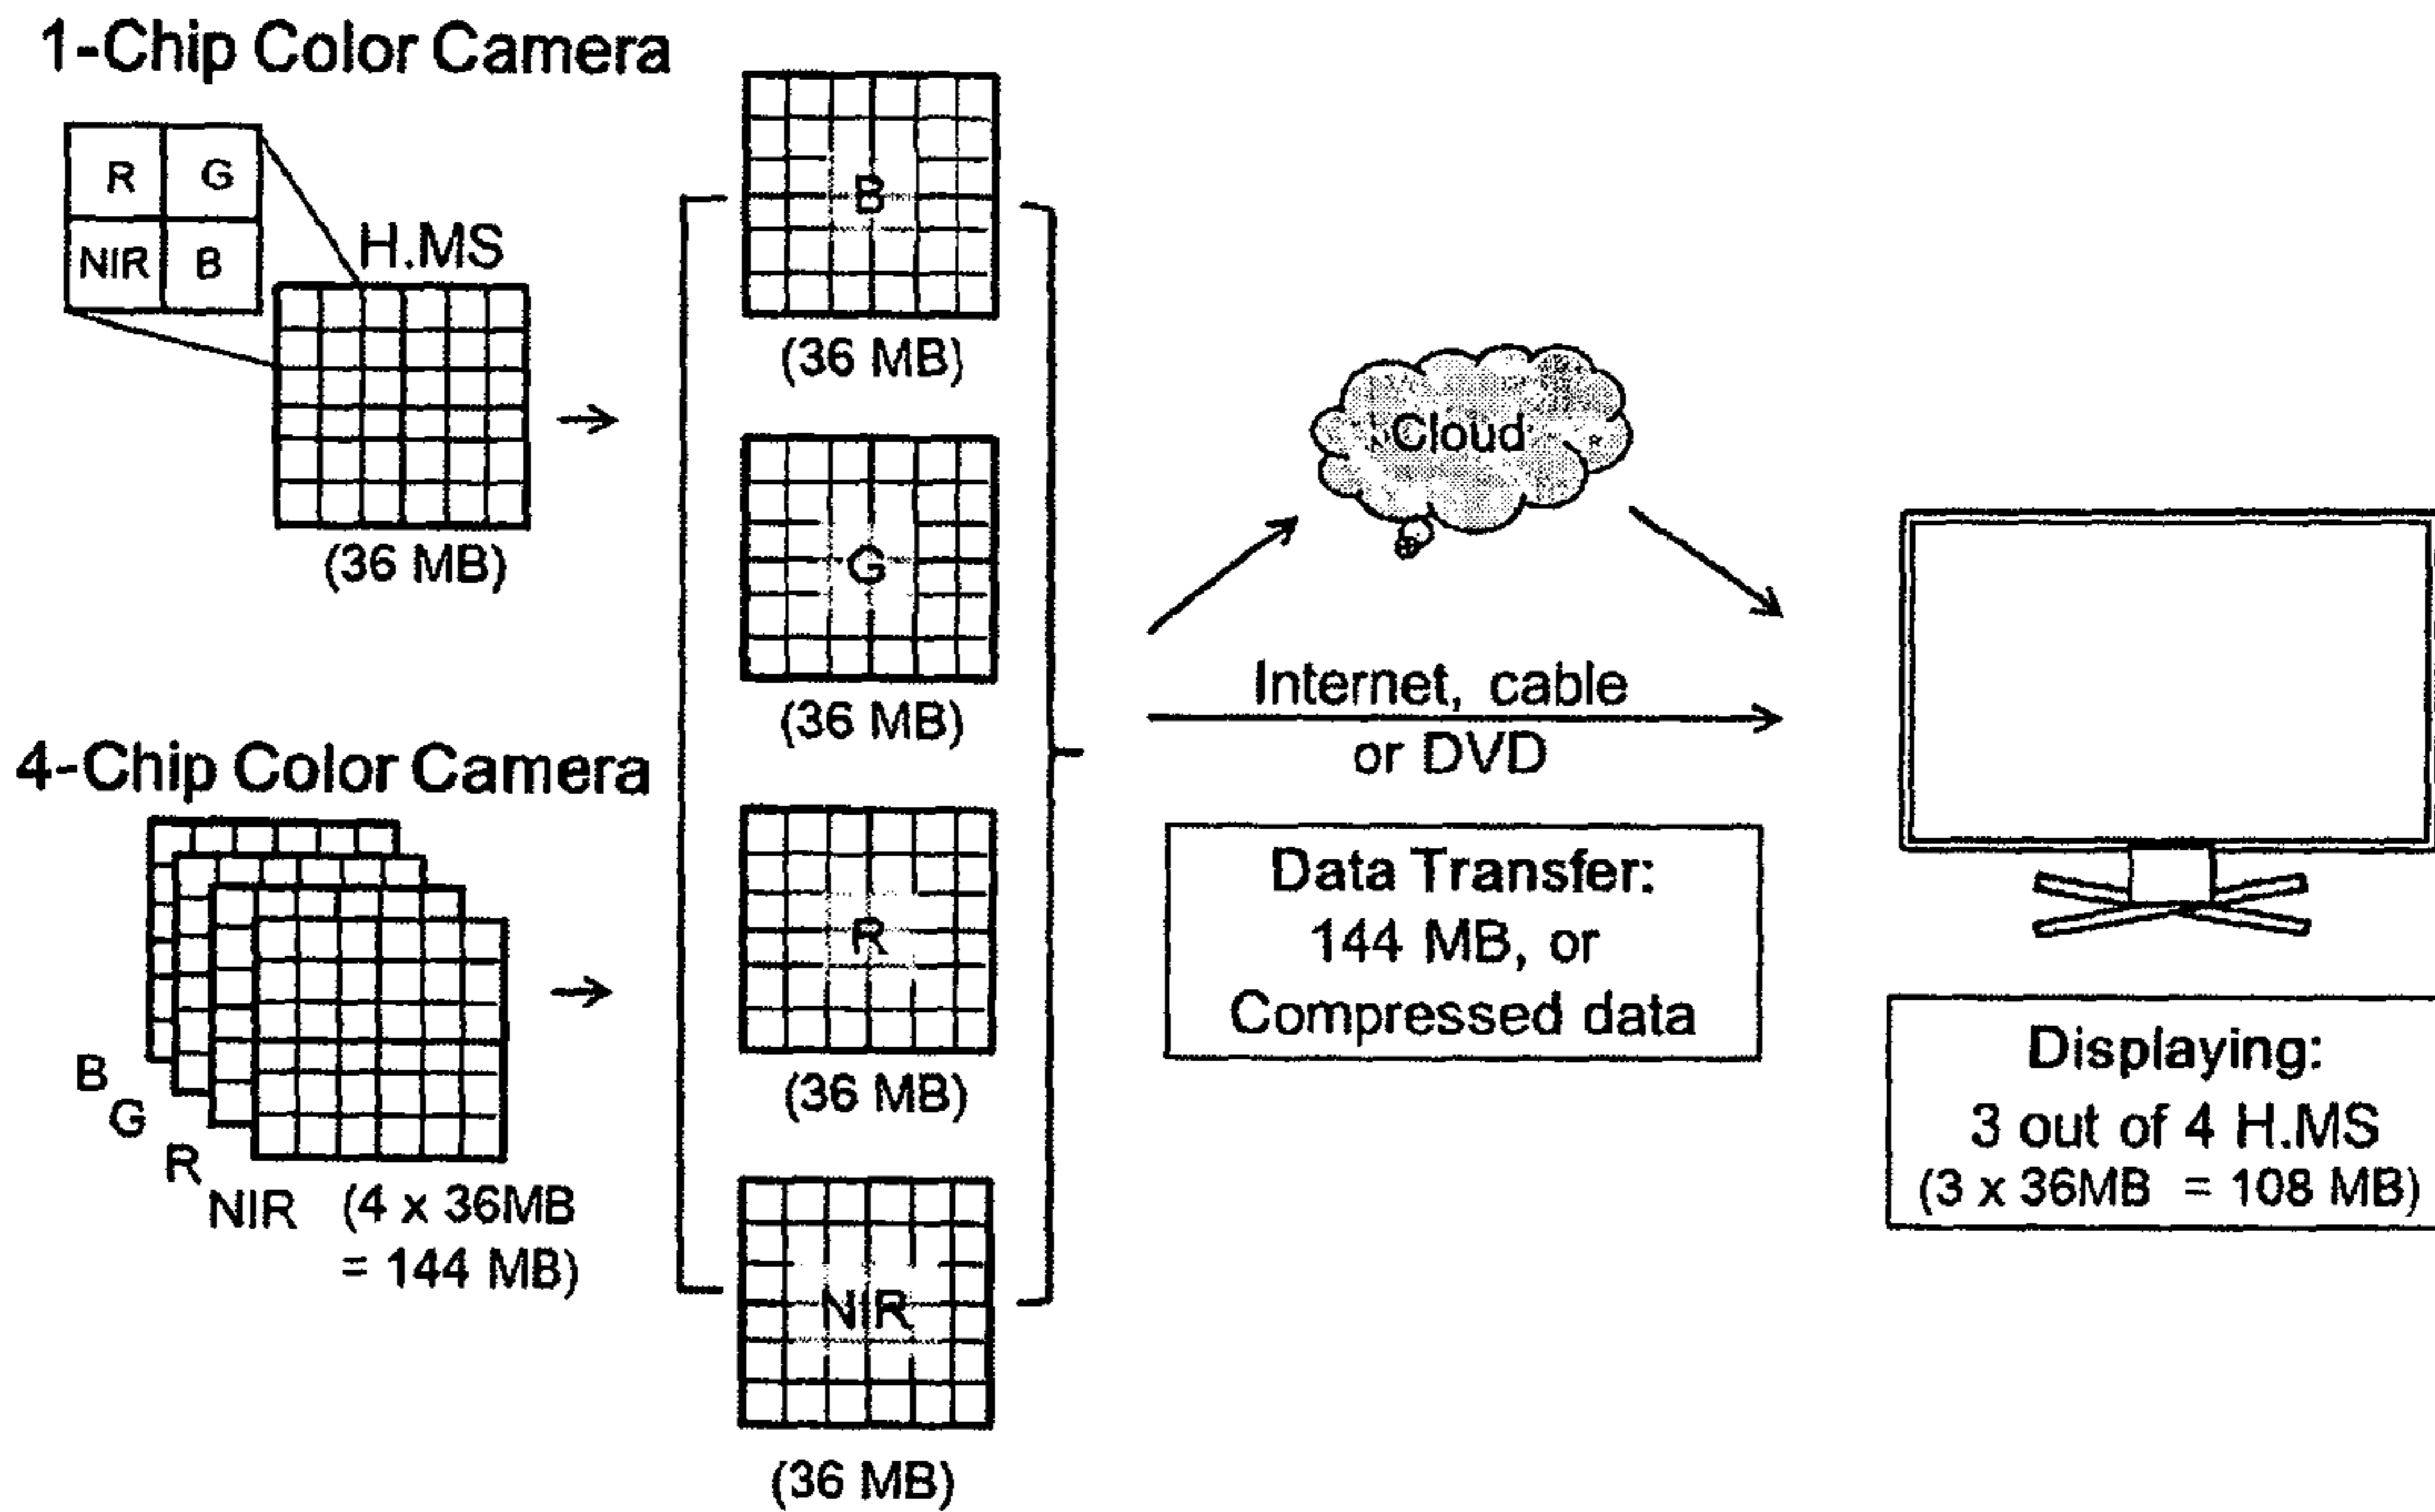 1-Chip Color Camera
R G
NIR B
H.MS
(36 MB)
4-Chip Color Camera
B
G
R
NIR (4 x 36MB
= 144 MB)
B
(36 MB)
G
(36 MB)
R
(36 MB)
NIR
(36 MB)
Cloud
Internet, cable
or DVD
Data Transfer:
144 MB, or
Compressed data
Displaying:
3 out of 4 H.MS
(3 x 36MB = 108 MB)